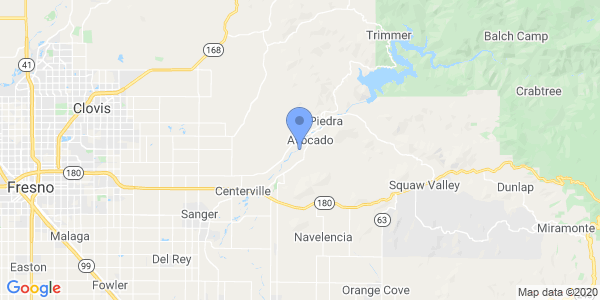 Trimmer
Balch Camp
168
41
Crabtree
Clovis
Piedra
Avocado
180
Fresno
Centerville
Squaw Valley
Dunlap
180
Sanger
63
Miramonte
Malaga
Navelencia
Del Rey
Easton
99
Fowler
Orange Cove
Google
Map data ©2020